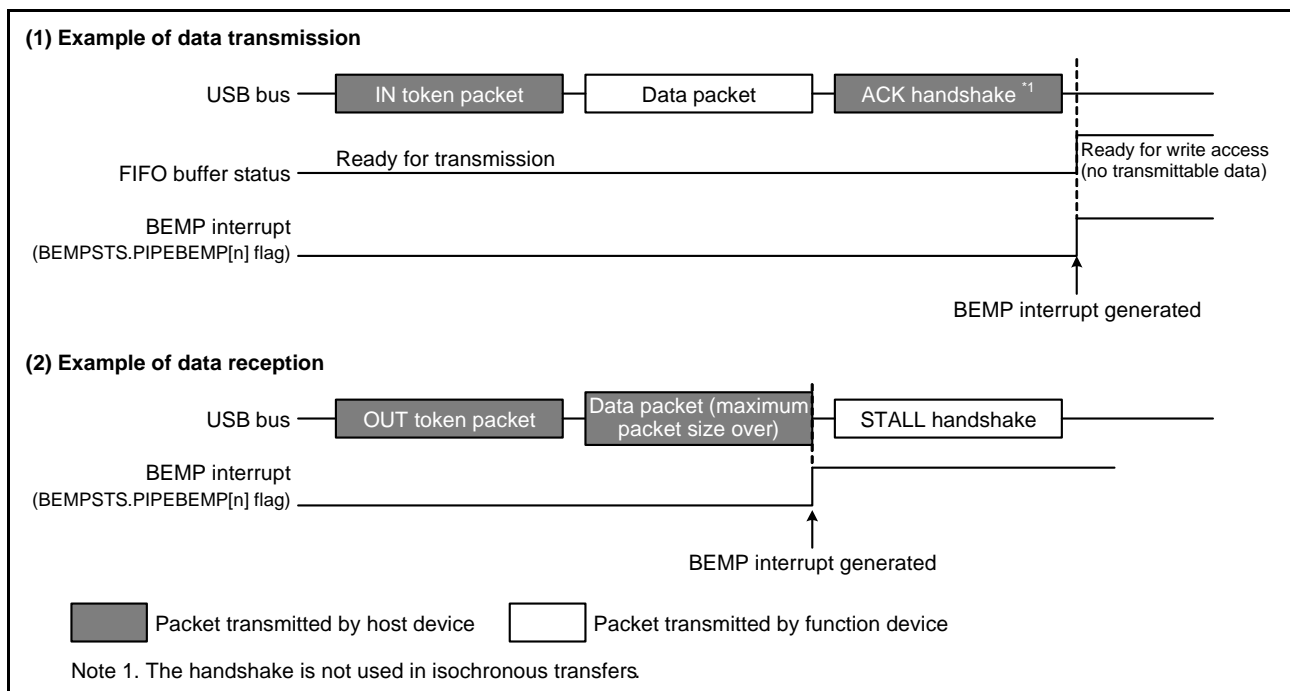 (1) Example of data transmission
USB bus
IN token packet
Data packet
ACK handshake *1
FIFO buffer status
Ready for transmission
Ready for write access
(no transmittable data)
BEMP interrupt
(BEMPSTS.PIPEBEMP[n] flag)
BEMP interrupt generated
(2) Example of data reception
USB bus
OUT token packet
Data packet (maximum
packet size over)
STALL handshake
BEMP interrupt
(BEMPSTS.PIPEBEMP[n] flag)
BEMP interrupt generated
Packet transmitted by host device
Packet transmitted by function device
Note 1. The handshake is not used in isochronous transfers.